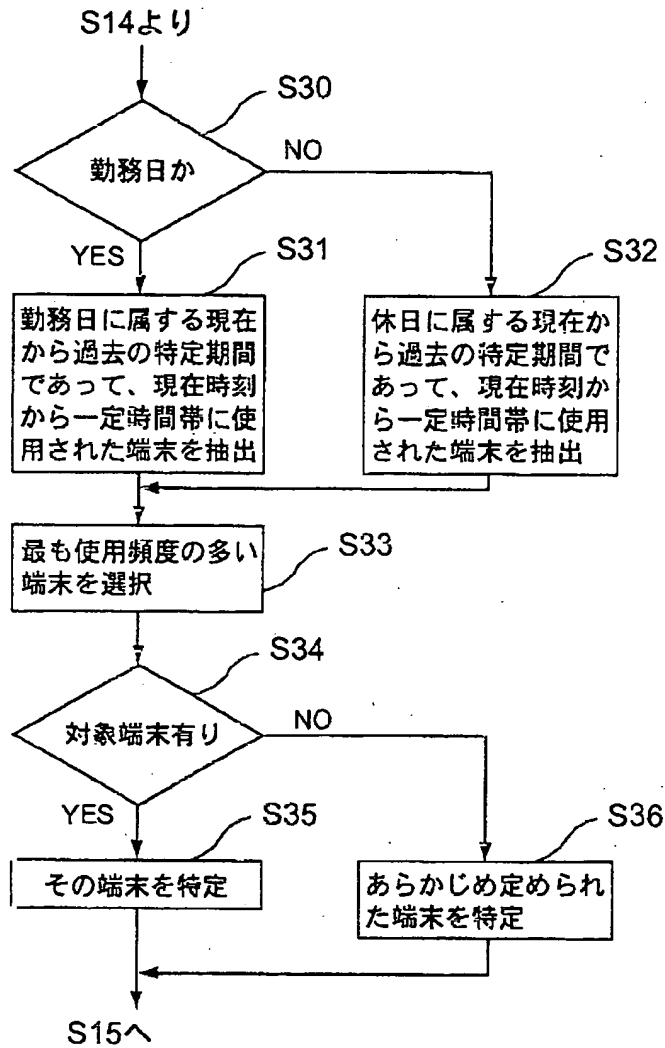 S14より
S30
勤務日か
NO
YES
S31
S32
勤務日に属する現在
から過去の特定期間
であって、現在時刻
から一定時間帯に使
用された端末を抽出
休日に属する現在か
ら過去の特定期間で
あって、現在時刻か
ら一定時間帯に使用
された端末を抽出
最も使用頻度の多い
端末を選択
S33
S34
対象端末有り
NO
YES
S35
S36
その端末を特定
あらかじめ定められ
た端末を特定
S15へ